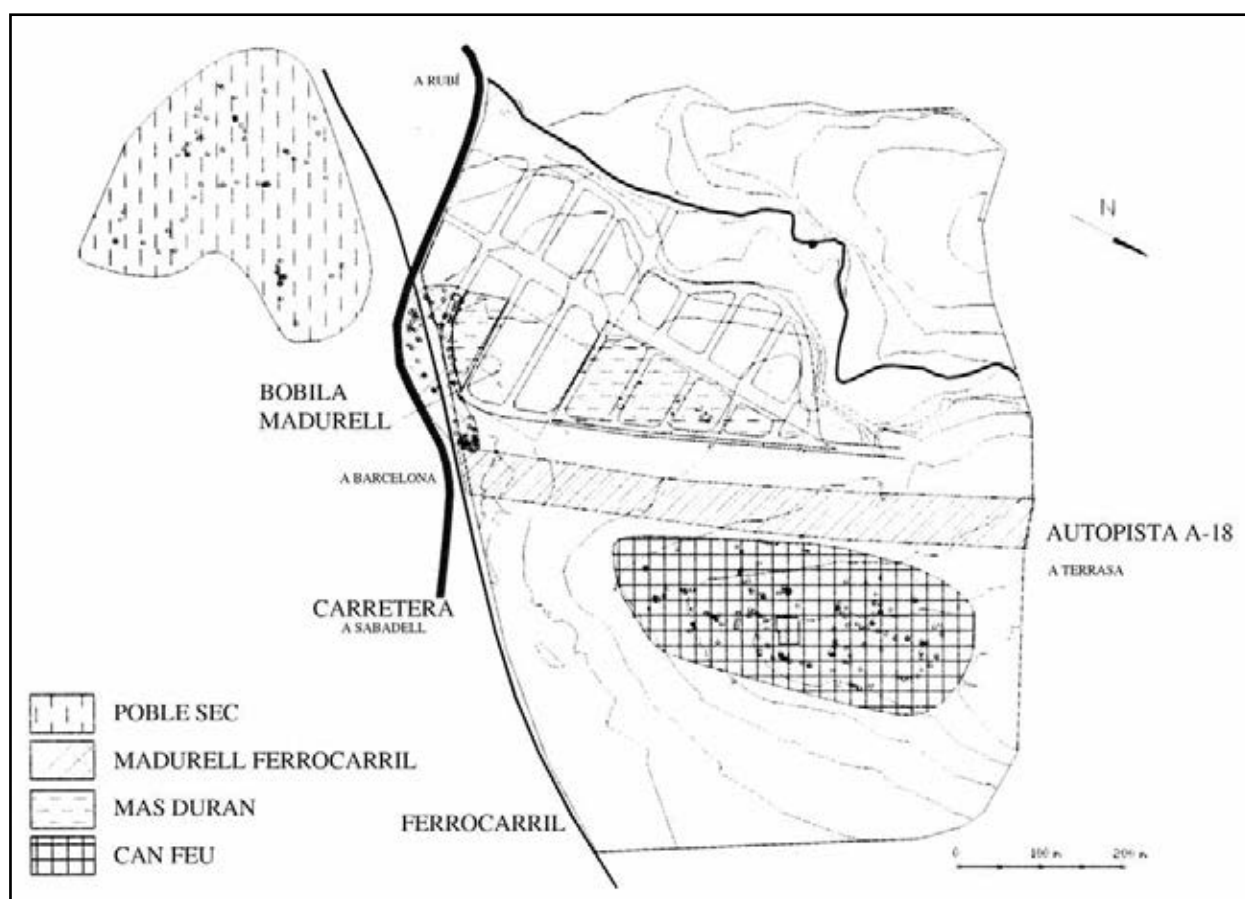 A RUBÍ
N
BOBILA
MADURELL
A BARCELONA
AUTOPISTA A-18
A TERRASA
CARRETERA
A SABADELL
POBLE SEC
MADURELL FERROCARRIL
MAS DURAN
CAN FEU
FERROCARRIL
0 100 m. 200 m.